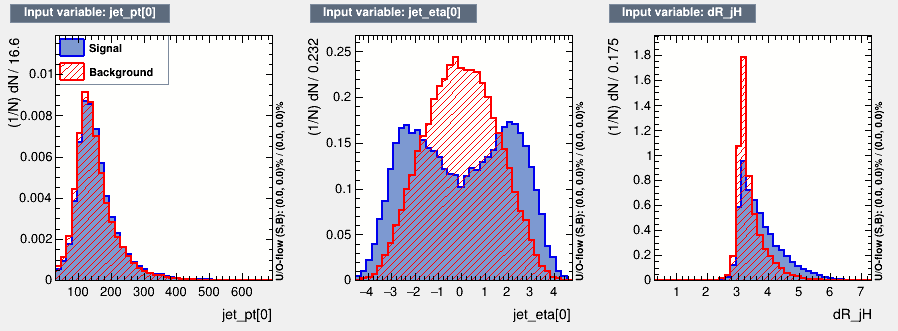 Input variable: jet_pt[0]
(1/N) dN / 16.6
0.01
0.008
0.006
0.004
0.002
0
Signal
Background
100 200 300 400 500 600
jet_pt[0]
U/O-flow (S,B): (0.0, 0.0)% / (0.0, 0.0)%
Input variable: jet_eta[0]
(1/N) dN / 0.232
0.25
0.2
0.15
0.1
0.05
0
−4 −3 −2 −1 0 1 2 3 4
jet_eta[0]
U/O-flow (S,B): (0.0, 0.0)% / (0.0, 0.0)%
Input variable: dR_jH
(1/N) dN / 0.175
1.8
1.6
1.4
1.2
1
0.8
0.6
0.4
0.2
0
1 2 3 4 5 6 7
dR_jH
U/O-flow (S,B): (0.0, 0.0)% / (0.0, 0.0)%